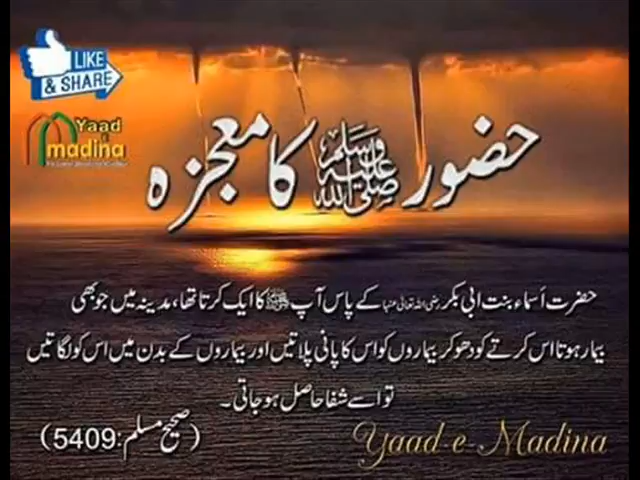 LIKE
& SHARE
Yaad
e
madina
حضور ﷺ کا معجزہ
حضرت اَسماء بنت ابی بکر رضی اللہ تعالیٰ عنہا کے پاس آپ ﷺ کا ایک کرتا تھا، مدینہ میں جو بھی
بیمار ہوتا اس کرتے کو دھو کر بیماروں کو اس کا پانی پلاتیں اور بیماروں کے بدن میں اس کو لگاتیں
تو اسے شفا حاصل ہو جاتی۔
(صحیح مسلم: 5409)
Yaad-e-Madina